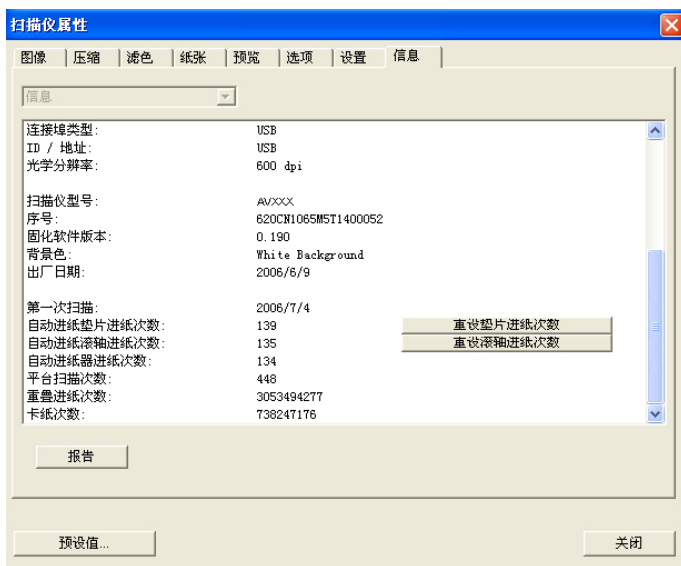 扫描仪属性
图像 压缩 滤色 纸张 预览 选项 设置 信息
信息
连接埠类型: USB
ID / 地址: USB
光学分辨率: 600 dpi
扫描仪型号: AVXXX
序号: 620CN1065M5T1400052
固化软件版本: 0.190
背景色: White Background
出厂日期: 2006/6/9
第一次扫描: 2006/7/4
自动进纸垫片进纸次数: 139 重设垫片进纸次数
自动进纸滚轴进纸次数: 135 重设滚轴进纸次数
自动进纸器进纸次数: 134
平台扫描次数: 448
重叠进纸次数: 3053494277
卡纸次数: 738247176
报告
预设值... 关闭